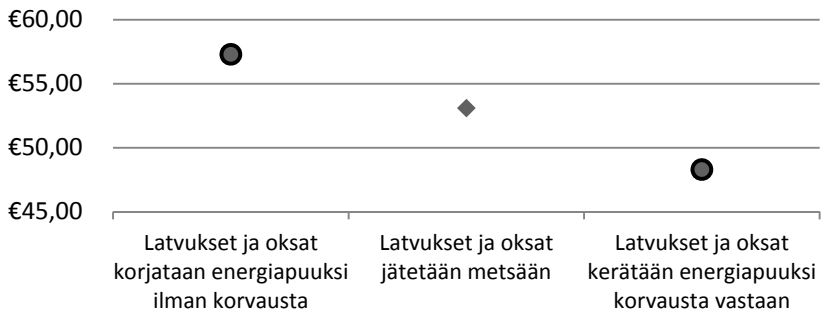 €60,00
€55,00
€50,00
€45,00
Latvukset ja oksat
korjataan energiapuuksi
ilman korvausta
Latvukset ja oksat
jätetään metsään
Latvukset ja oksat
kerätään energiapuuksi
korvausta vastaan